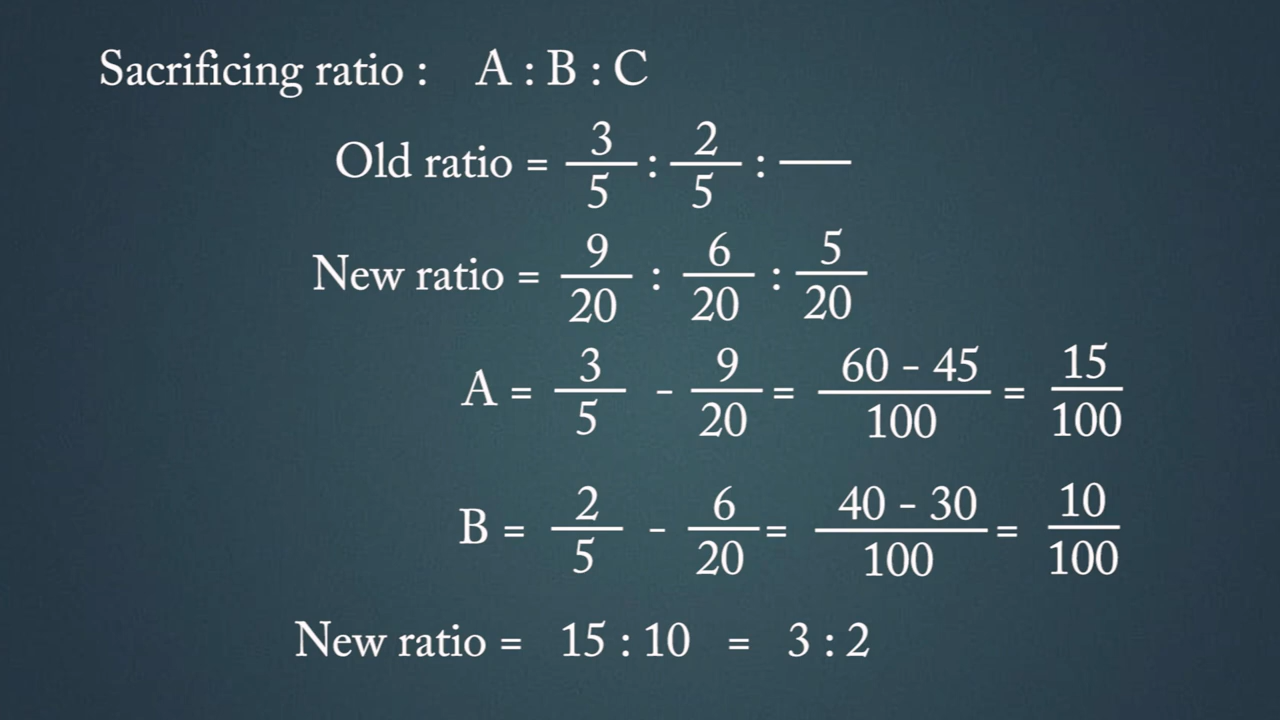 Sacrificing ratio : A : B : C
Old ratio = 3/5 : 2/5 : —
New ratio = 9/20 : 6/20 : 5/20
A = 3/5 - 9/20 = 60 - 45/100 = 15/100
B = 2/5 - 6/20 = 40 - 30/100 = 10/100
New ratio = 15 : 10 = 3 : 2